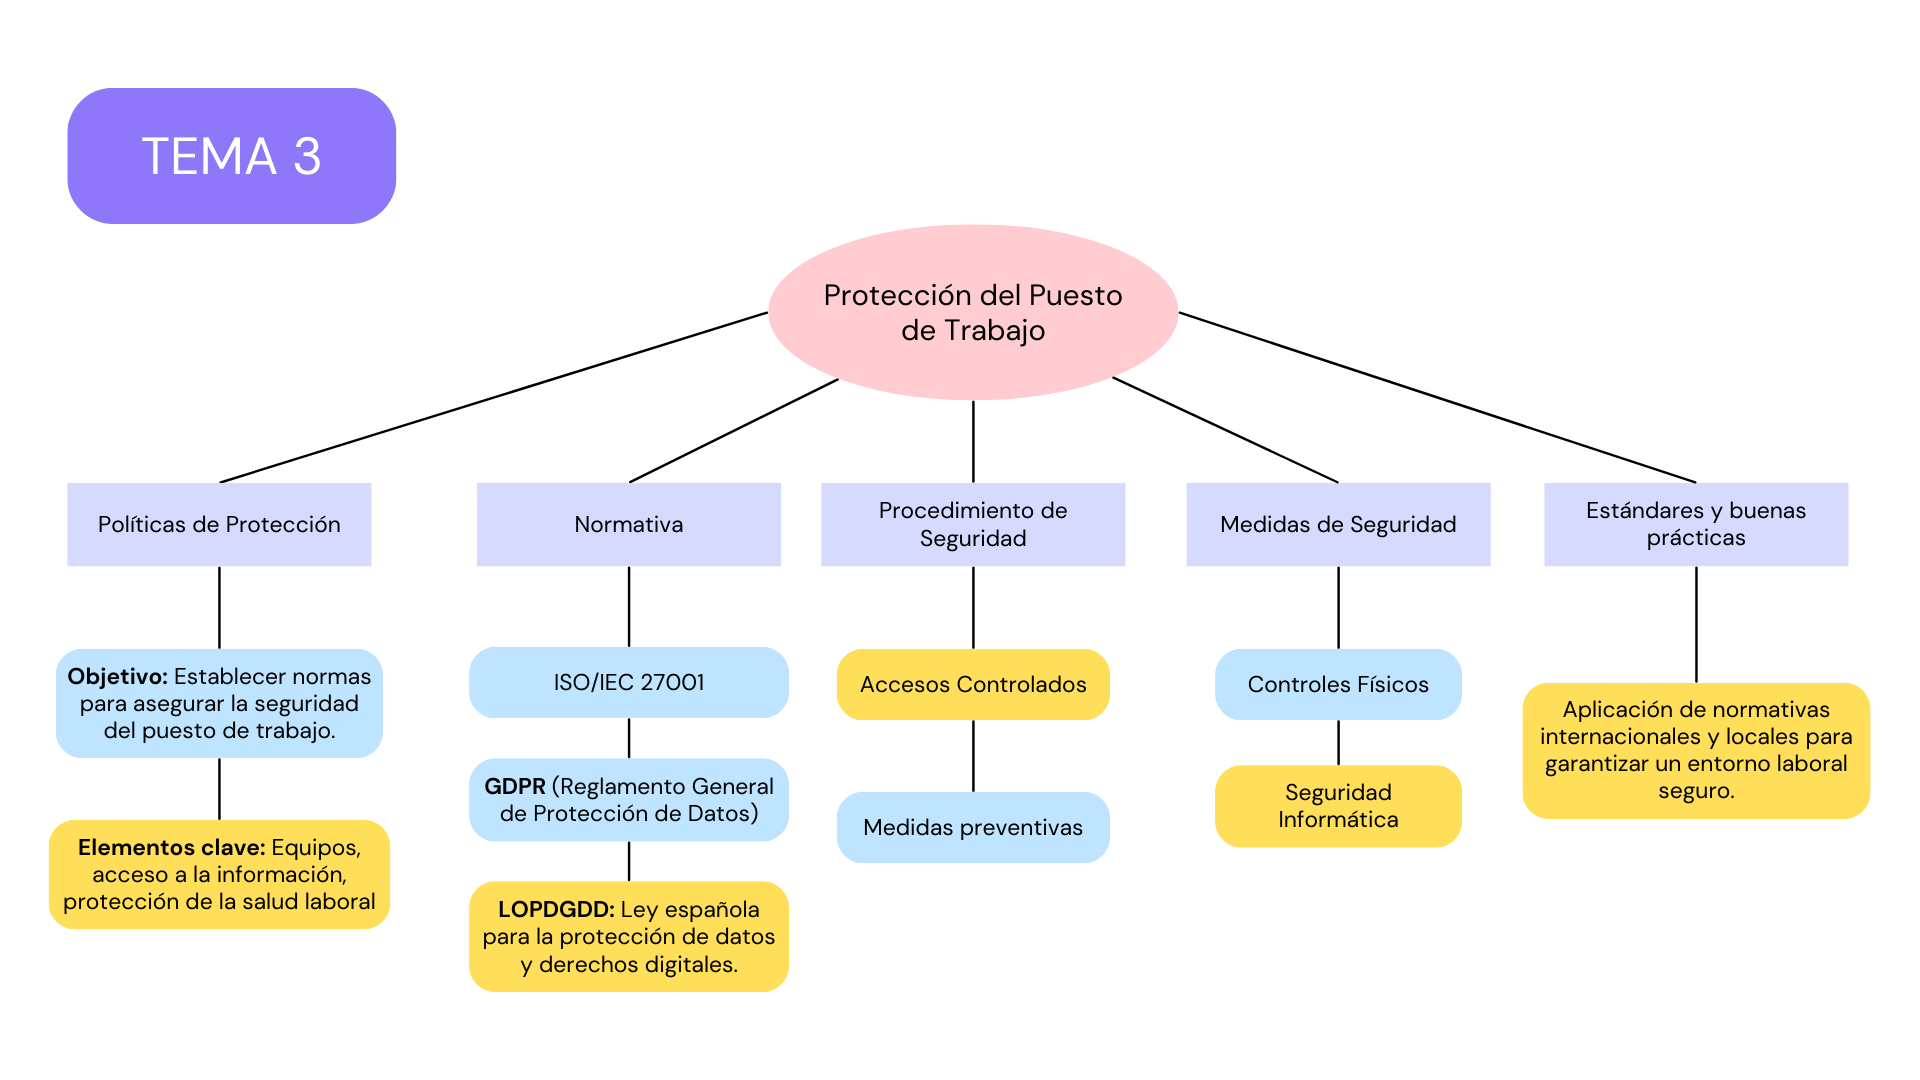 TEMA 3
Protección del Puesto
de Trabajo
Políticas de Protección
Objetivo: Establecer normas
para asegurar la seguridad
del puesto de trabajo.
Elementos clave: Equipos,
acceso a la información,
protección de la salud laboral
Normativa
ISO/IEC 27001
GDPR (Reglamento General
de Protección de Datos)
LOPDGDD: Ley española
para la protección de datos
y derechos digitales.
Procedimiento de
Seguridad
Accesos Controlados
Medidas preventivas
Medidas de Seguridad
Controles Físicos
Seguridad
Informática
Estándares y buenas
prácticas
Aplicación de normativas
internacionales y locales para
garantizar un entorno laboral
seguro.